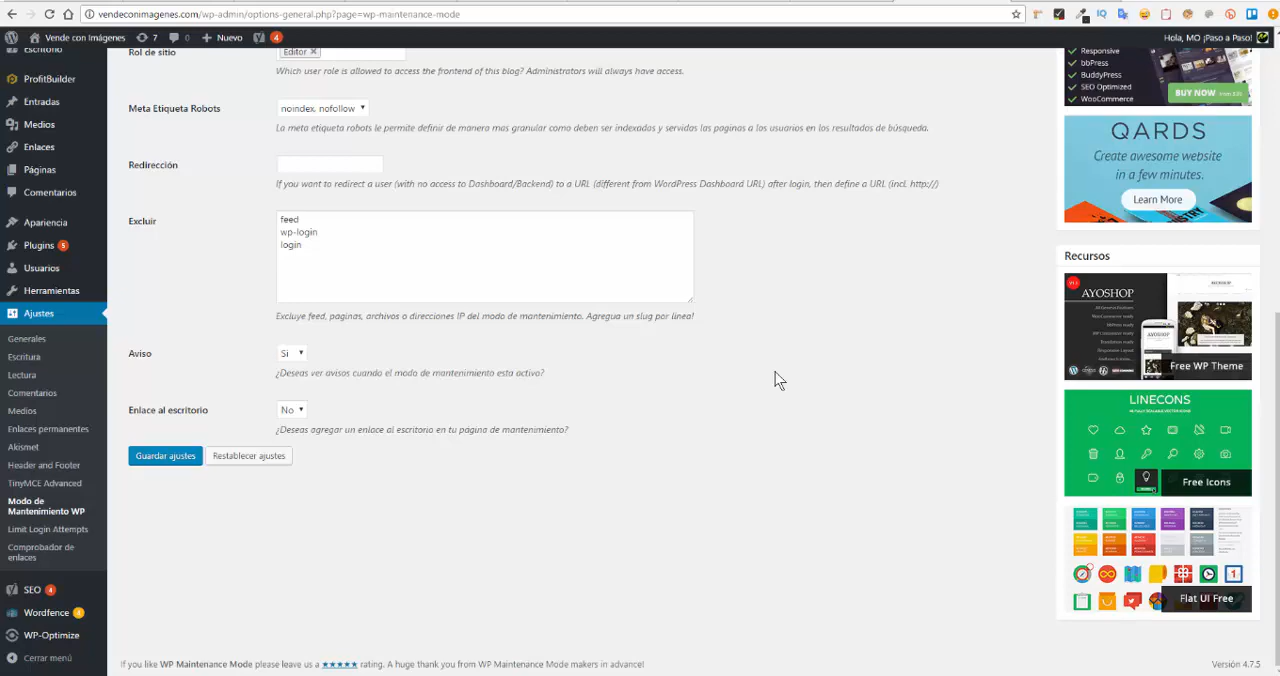 vendeconimagenes.com/wp-admin/options-general.php?page=wp-maintenance-mode
Vende con Imágenes
7
0
Nuevo
4
Hola, MO ¡Paso a Paso!
Escritorio
ProfitBuilder
Entradas
Medios
Enlaces
Páginas
Comentarios
Apariencia
Plugins 5
Usuarios
Herramientas
Ajustes
Generales
Escritura
Lectura
Comentarios
Medios
Enlaces permanentes
Akismet
Header and Footer
TinyMCE Advanced
Modo de
Mantenimiento WP
Limit Login Attempts
Comprobador de
enlaces
SEO 4
Wordfence 4
WP-Optimize
Cerrar menú
Rol de sitio
Editor
Which user role is allowed to access the frontend of this blog? Administrators will always have access.
Meta Etiqueta Robots
noindex, nofollow
La meta etiqueta robots le permite definir de manera mas granular como deben ser indexadas y servidas las paginas a los usuarios en los resultados de búsqueda.
Redirección
If you want to redirect a user (with no access to Dashboard/Backend) to a URL (different from WordPress Dashboard URL) after login, then define a URL (incl. http://)
Excluir
feed
wp-login
login
Excluye feed, paginas, archivos o direcciones IP del modo de mantenimiento. Agregua un slug por linea!
Aviso
Si
¿Deseas ver avisos cuando el modo de mantenimiento esta activo?
Enlace al escritorio
No
¿Deseas agregar un enlace al escritorio en tu página de mantenimiento?
Guardar ajustes
Restablecer ajustes
If you like WP Maintenance Mode please leave us a ★★★★★ rating. A huge thank you from WP Maintenance Mode makers in advance!
Versión 4.7.5
Responsive
bbPress
BuddyPress
SEO Optimized
WooCommerce
BUY NOW
QARDS
Create awesome website
in a few minutes.
Learn More
Recursos
AYOSHOP
Free WP Theme
LINECONS
Free Icons
Flat UI Free